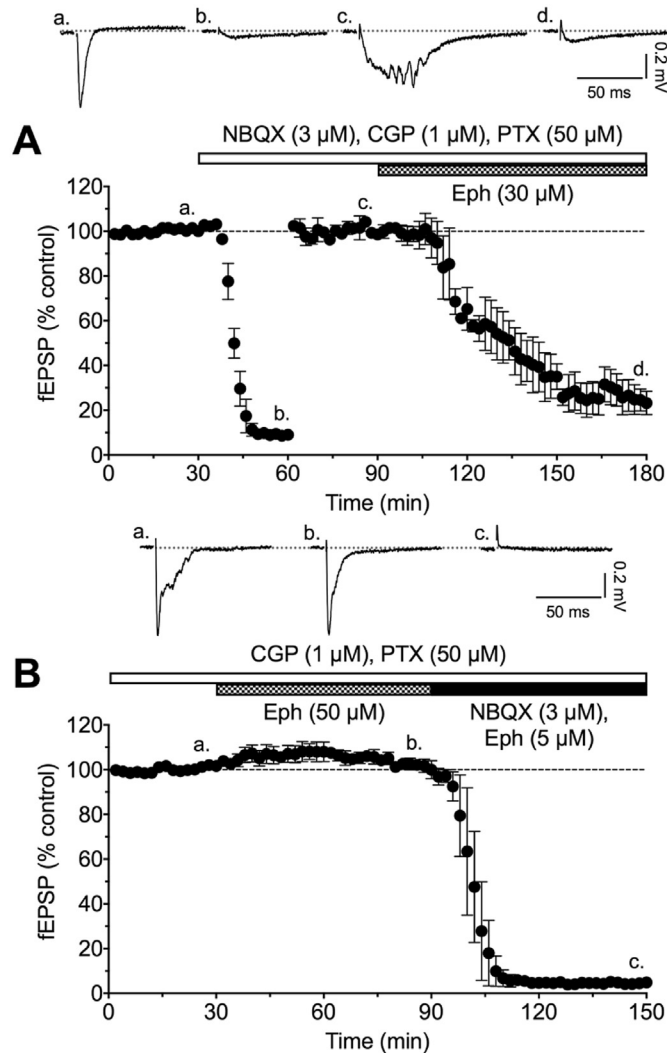 a. b. c. d.
0.2 mV
50 ms
A
NBQX (3 µM), CGP (1 µM), PTX (50 µM)
Eph (30 µM)
fEPSP (% control)
120
100
80
60
40
20
0
a. b. c. d.
0 30 60 90 120 150 180
Time (min)
a. b. c.
0.2 mV
50 ms
B
CGP (1 µM), PTX (50 µM)
Eph (50 µM)
NBQX (3 µM),
Eph (5 µM)
fEPSP (% control)
120
100
80
60
40
20
0
a. b. c.
0 30 60 90 120 150
Time (min)